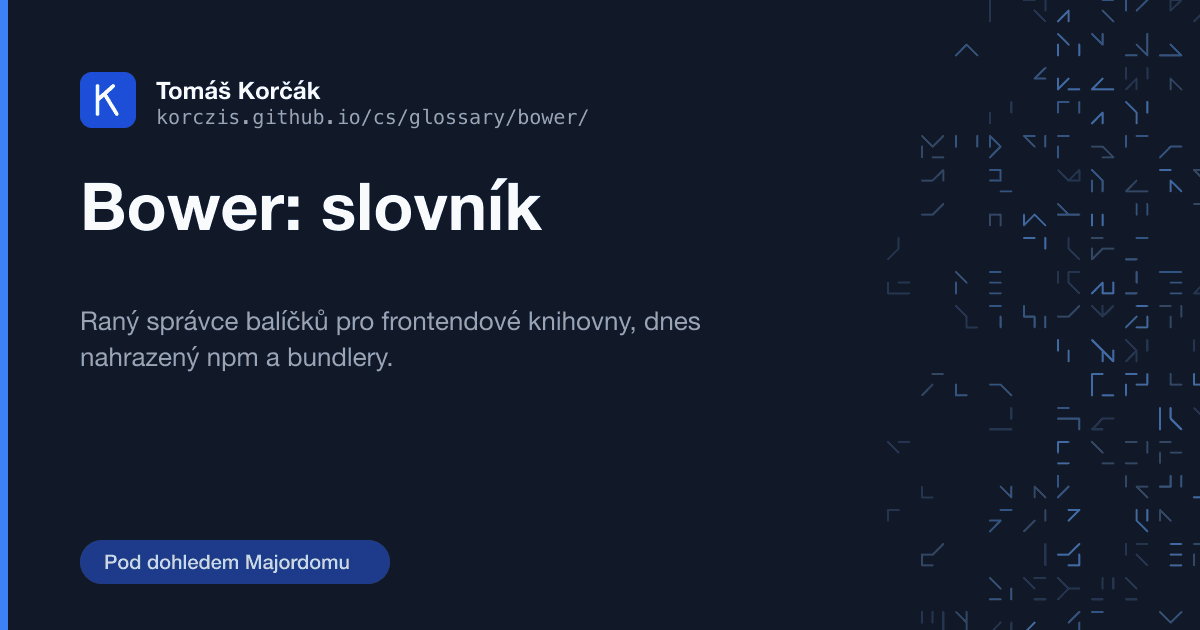 K
Tomáš Korčák
korczis.github.io/cs/glossary/bower/
Bower: slovník
Raný správce balíčků pro frontendové knihovny, dnes
nahrazený npm a bundlery.
Pod dohledem Majordomu